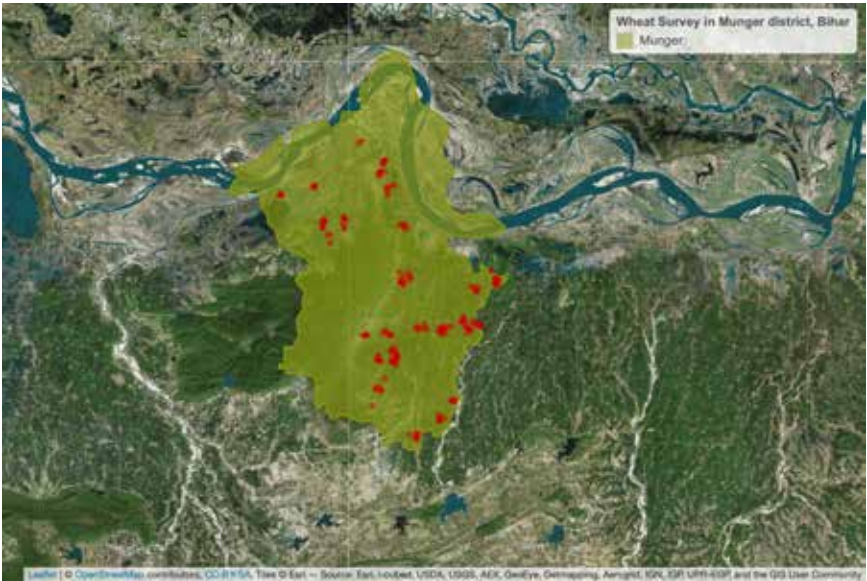 Wheat Survey in Munger district, Bihar
Munger
Leaflet | © OpenStreetMap contributors, CC-BY-SA, Tiles © Esri — Source: Esri, i-cubed, USDA, USGS, AEX, GeoEye, Getmapping, Aerogrid, IGN, IGP, UPR-EGP, and the GIS User Community